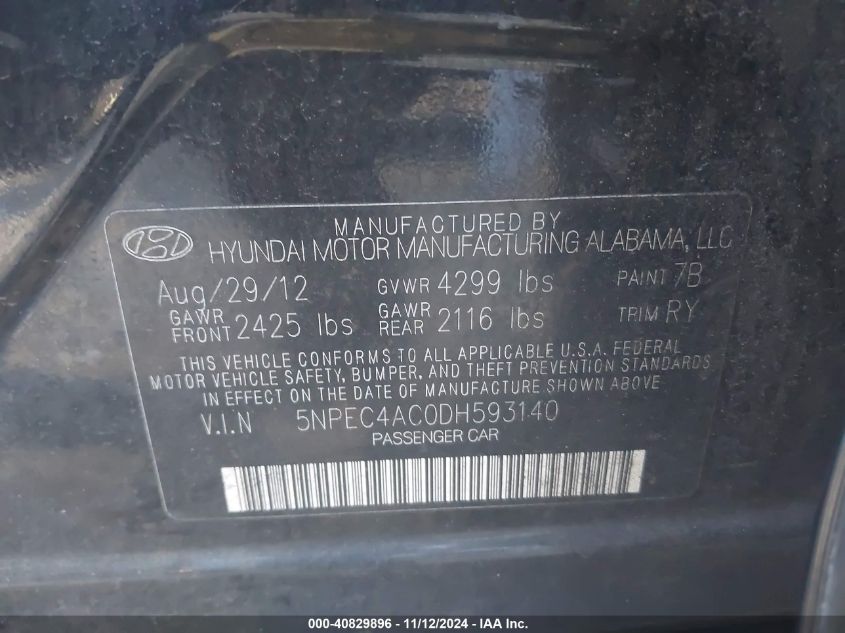 MANUFACTURED BY
HYUNDAI MOTOR MANUFACTURING ALABAMA, LLC
Aug/29/12 GVWR 4299 lbs PAINT 7B
GAWR FRONT 2425 lbs GAWR REAR 2116 lbs TRIM RY
THIS VEHICLE CONFORMS TO ALL APPLICABLE U.S.A. FEDERAL
MOTOR VEHICLE SAFETY, BUMPER, AND THEFT PREVENTION STANDARDS
IN EFFECT ON THE DATE OF MANUFACTURE SHOWN ABOVE
V.I.N 5NPEC4AC0DH593140
PASSENGER CAR
000-40829896 - 11/12/2024 - IAA Inc.